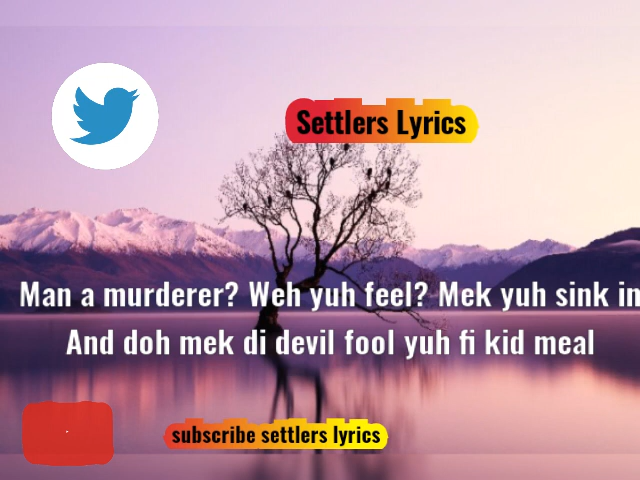 Settlers Lyrics
Man a murderer? Weh yuh feel? Mek yuh sink in
And doh mek di devil fool yuh fi kid meal
subscribe settlers lyrics